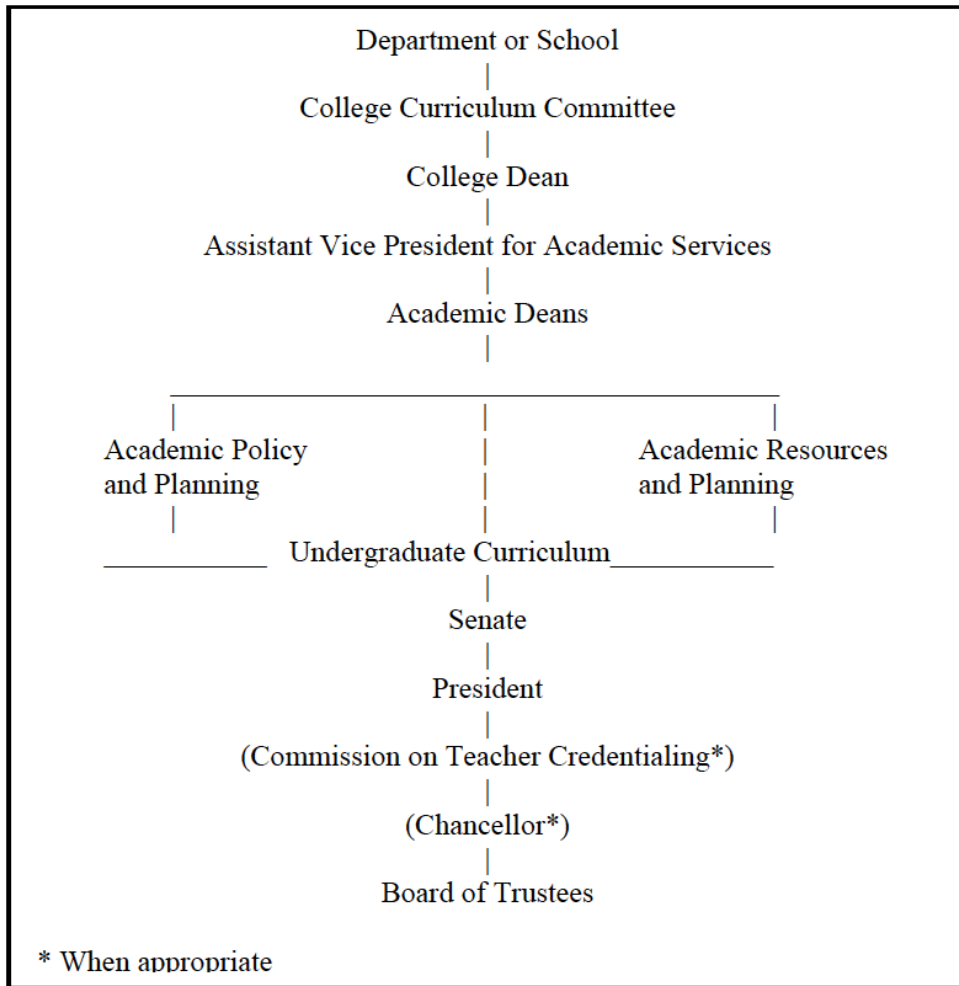 Department or School
College Curriculum Committee
College Dean
Assistant Vice President for Academic Services
Academic Deans
Academic Policy
and Planning
Academic Resources
and Planning
Undergraduate Curriculum
Senate
President
(Commission on Teacher Credentialing*)
(Chancellor*)
Board of Trustees
* When appropriate